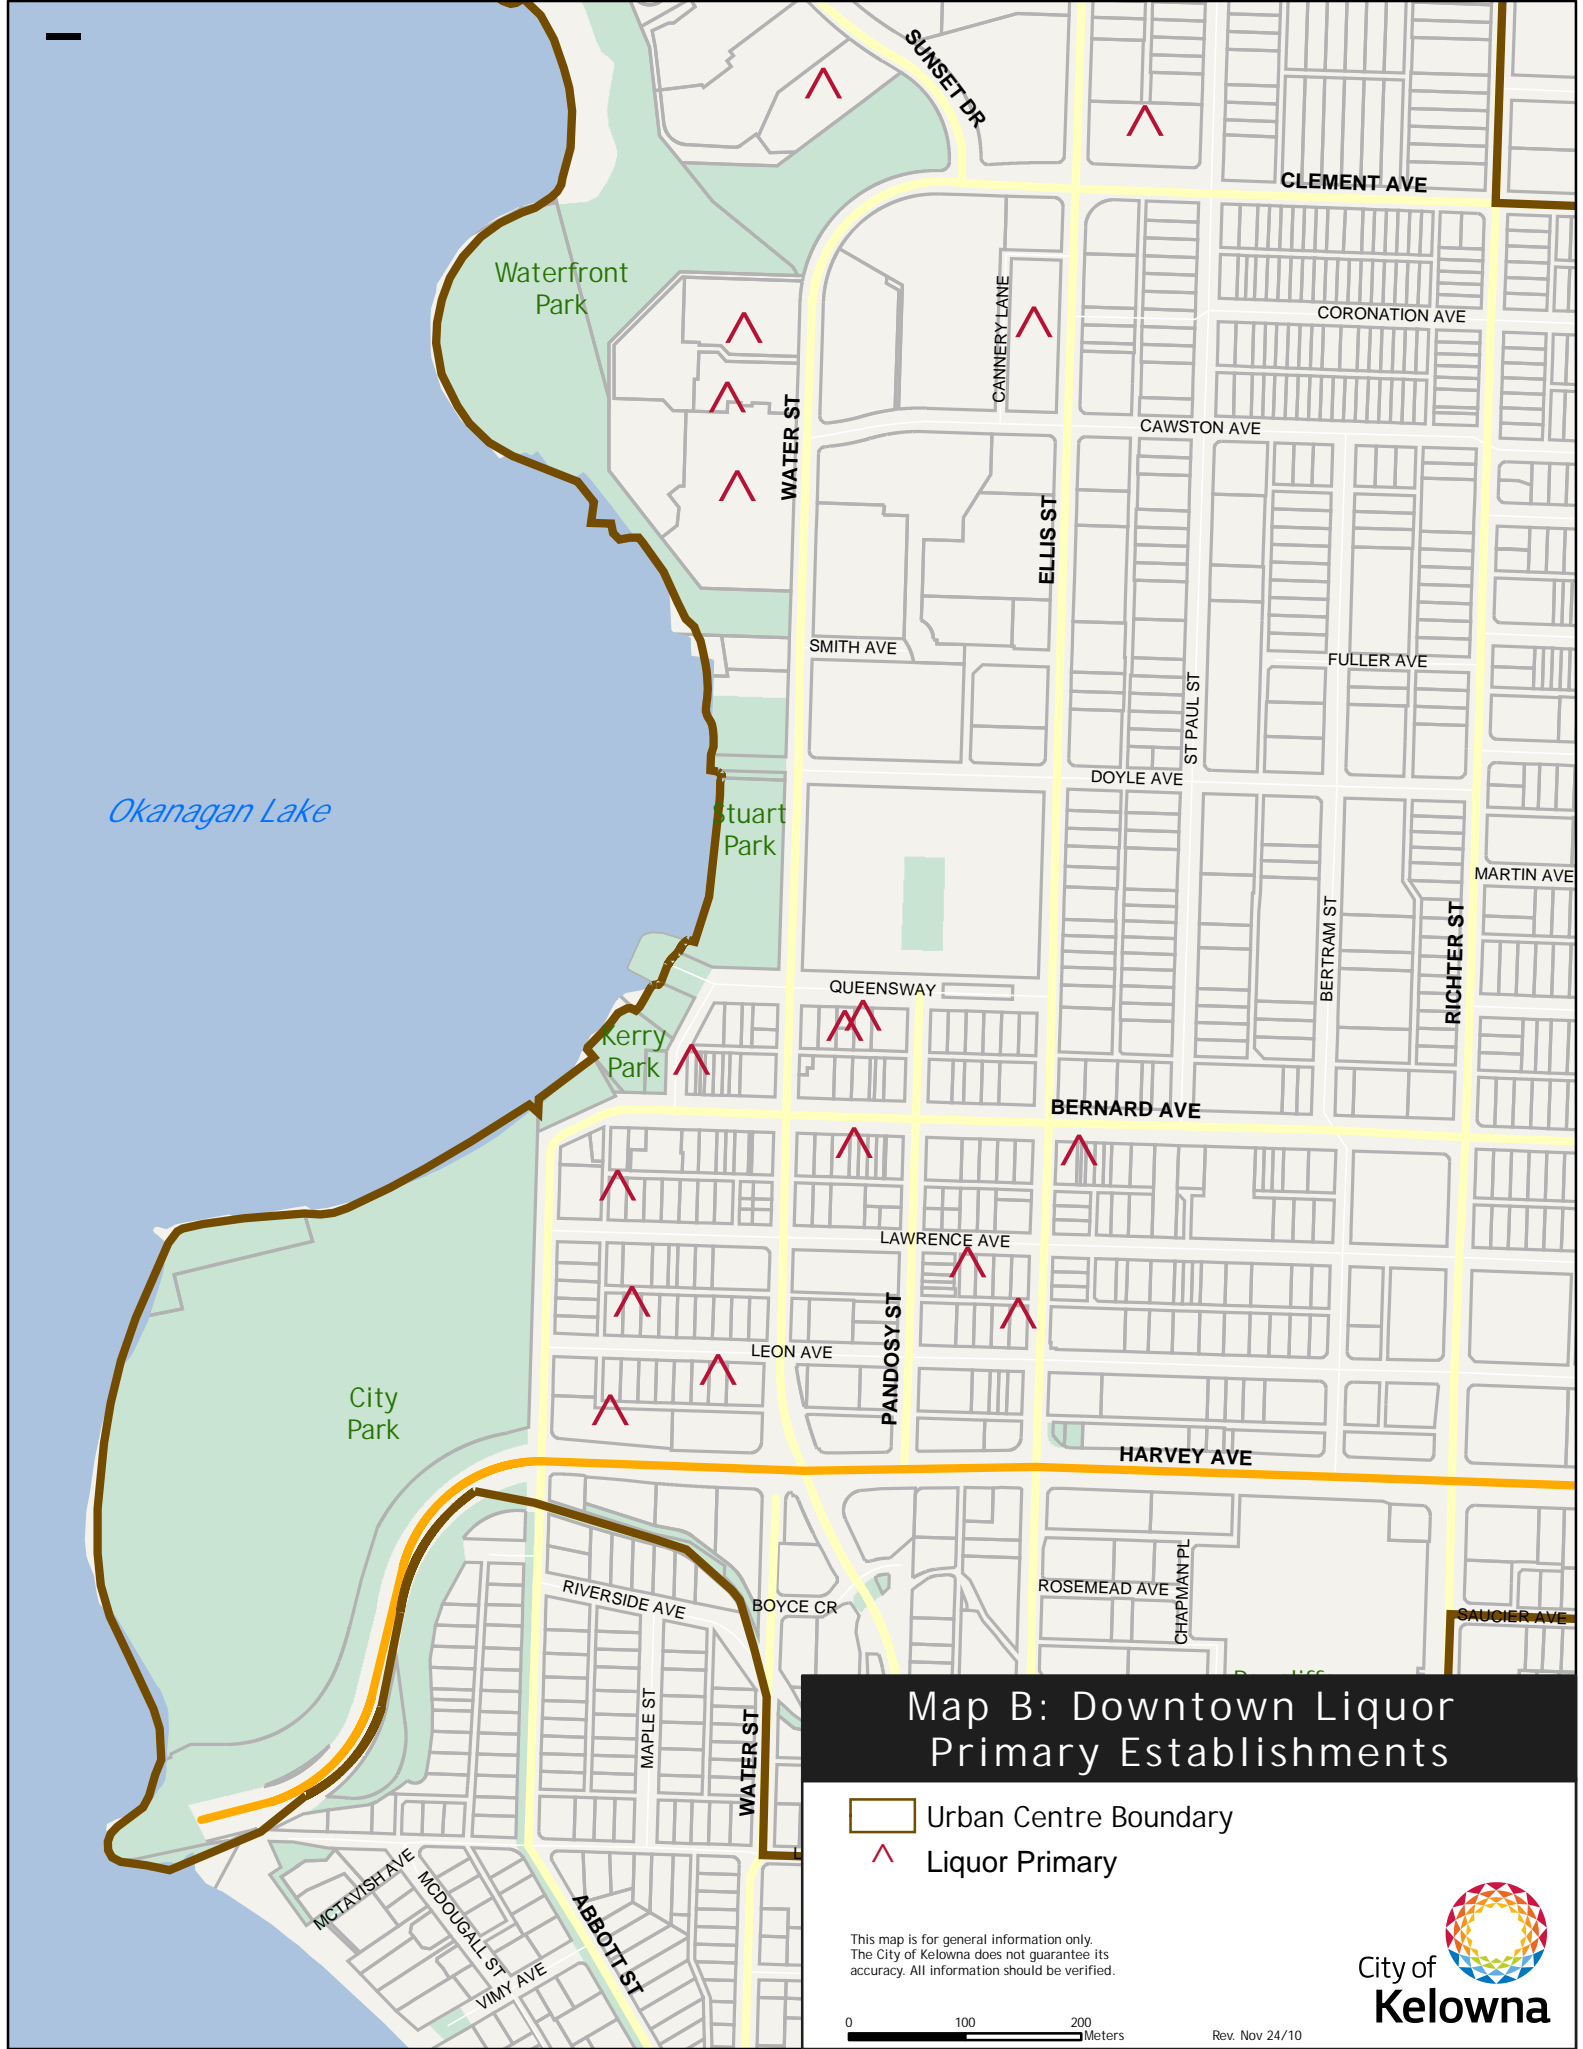 SUNSET DR
CLEMENT AVE
Waterfront
Park
CANNERY LANE
CORONATION AVE
WATER ST
CAWSTON AVE
ELLIS ST
SMITH AVE
FULLER AVE
ST PAUL ST
DOYLE AVE
Okanagan Lake
Stuart
Park
MARTIN AVE
BERTRAM ST
RICHTER ST
QUEENSWAY
Kerry
Park
BERNARD AVE
LAWRENCE AVE
PANDOSY ST
LEON AVE
City
Park
HARVEY AVE
CHAPMAN PL
RIVERSIDE AVE
BOYCE CR
ROSEMEAD AVE
SAUCIER AVE
MAPLE ST
WATER ST
MCTAVISH AVE
MCDOUGALL ST
VIMY AVE
ABBOTT ST
Map B: Downtown Liquor
Primary Establishments
Urban Centre Boundary
Liquor Primary
This map is for general information only.
The City of Kelowna does not guarantee its
accuracy. All information should be verified.
0 100 200
Meters
Rev. Nov 24/10
City of
Kelowna